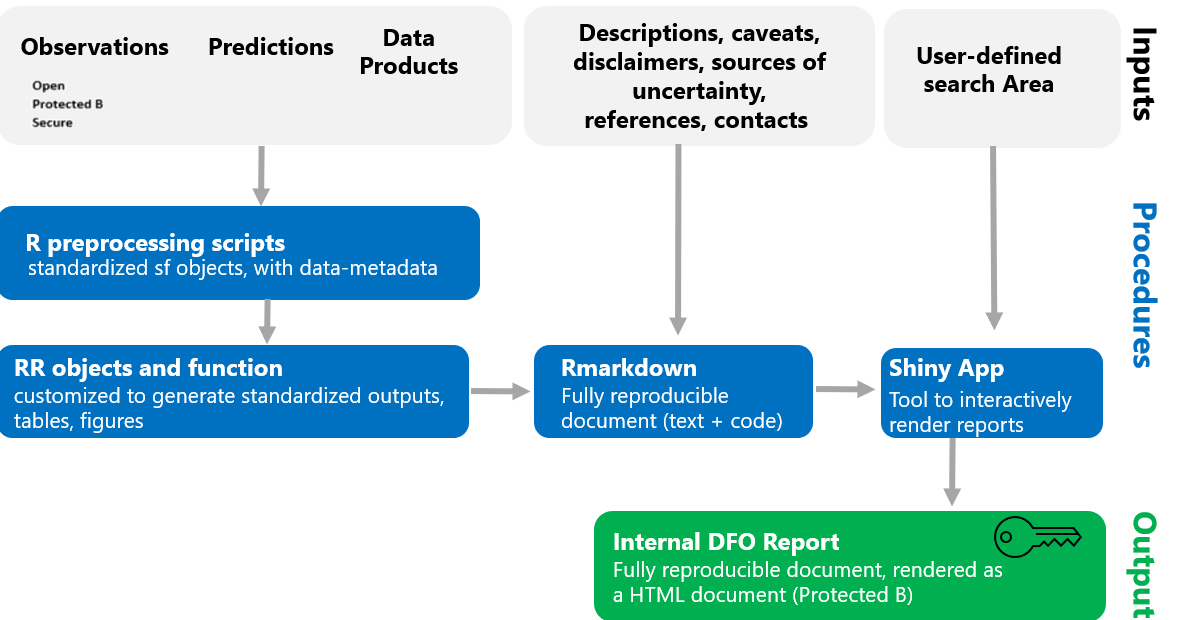 Observations
Open
Protected B
Secure
Predictions
Data
Products
Descriptions, caveats,
disclaimers, sources of
uncertainty,
references, contacts
User-defined
search Area
Inputs
R preprocessing scripts
standardized sf objects, with data-metadata
Procedures
RR objects and function
customized to generate standardized outputs,
tables, figures
Rmarkdown
Fully reproducible
document (text + code)
Shiny App
Tool to interactively
render reports
Internal DFO Report
Fully reproducible document, rendered as
a HTML document (Protected B)
Output